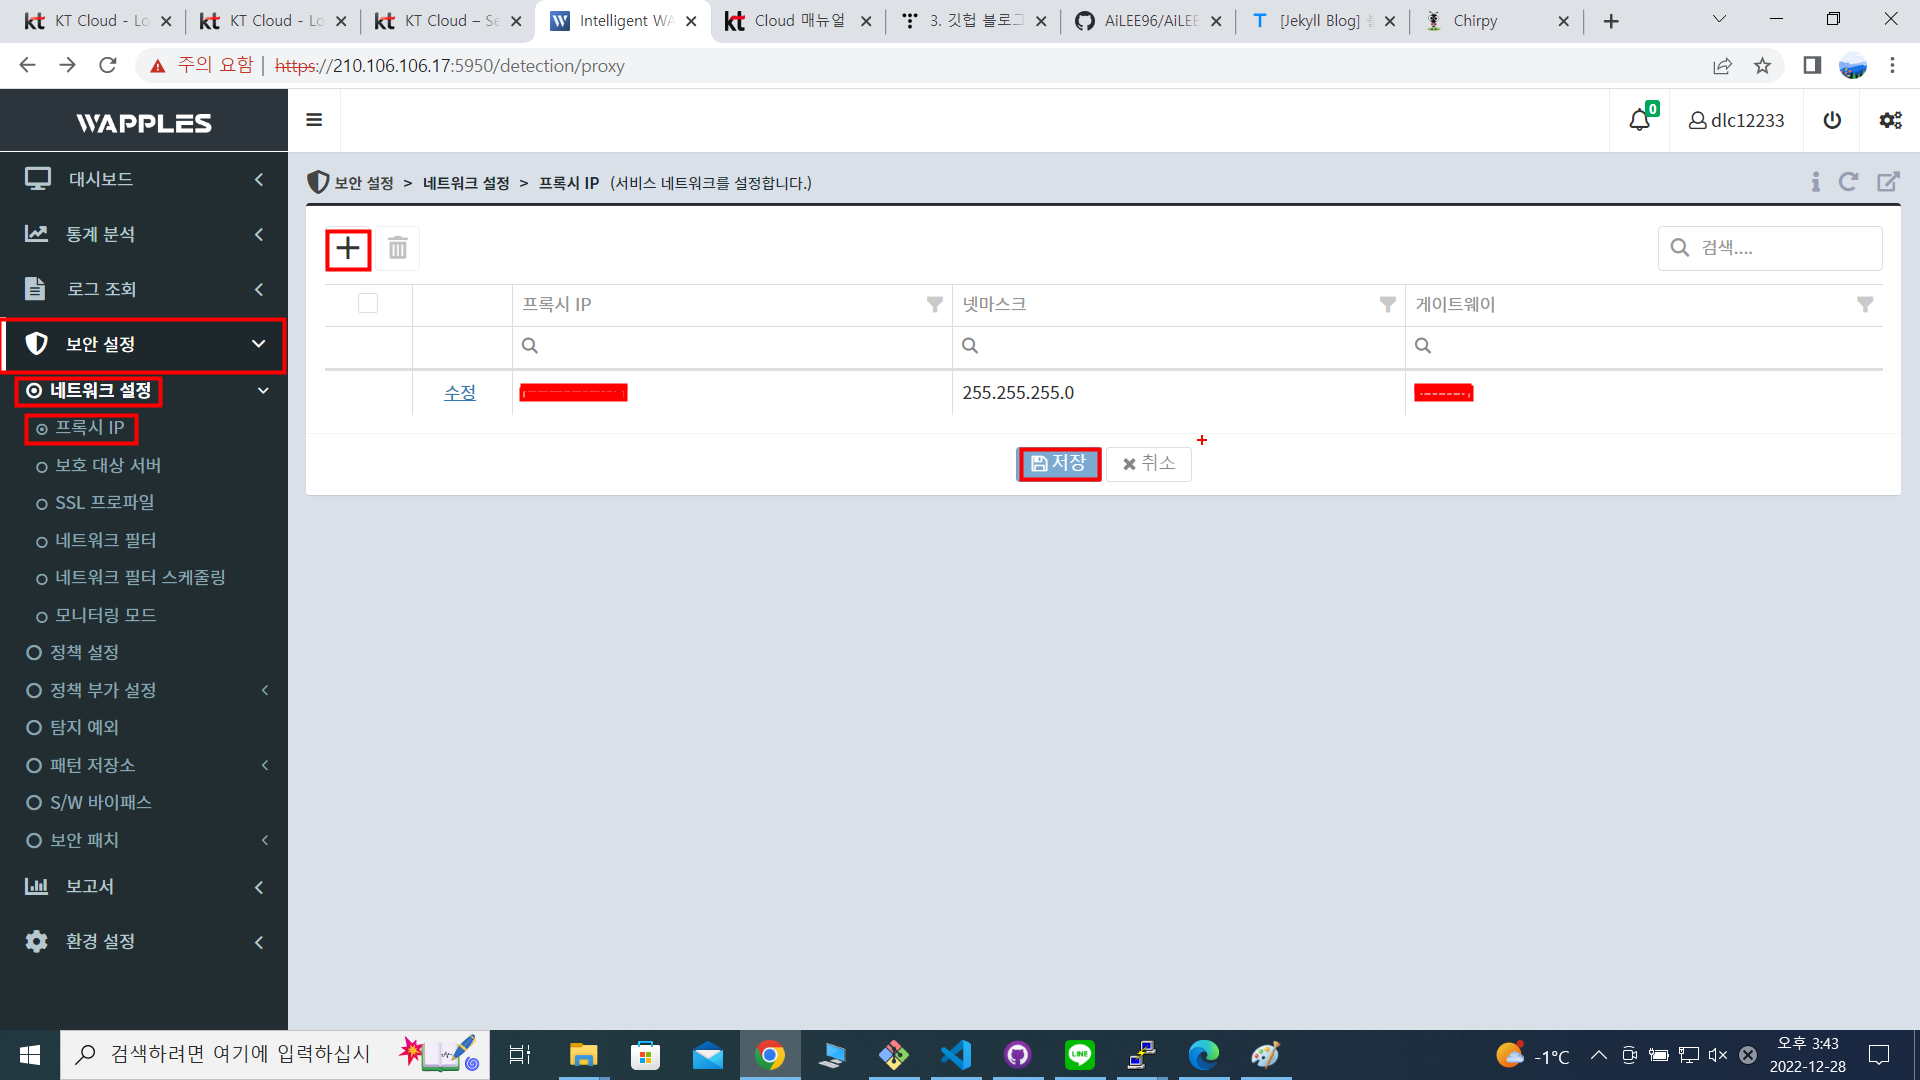 KT Cloud - Lo
KT Cloud - Lo
KT Cloud – Se
Intelligent WA
Cloud 매뉴얼
3. 깃헙 블로그
AiLEE96/AiLEE
[Jekyll Blog]
Chirpy
주의 요함 | https://210.106.106.17:5950/detection/proxy
WAPPLES
0
dlc12233
대시보드
통계 분석
로그 조회
보안 설정
네트워크 설정
프록시 IP
보호 대상 서버
SSL 프로파일
네트워크 필터
네트워크 필터 스케줄링
모니터링 모드
정책 설정
정책 부가 설정
탐지 예외
패턴 저장소
S/W 바이패스
보안 패치
보고서
환경 설정
보안 설정 > 네트워크 설정 > 프록시 IP (서비스 네트워크를 설정합니다.)
검색....
프록시 IP 넷마스크 게이트웨이
수정 255.255.255.0
저장 취소
검색하려면 여기에 입력하십시
LINE
-1°C
오후 3:43
2022-12-28